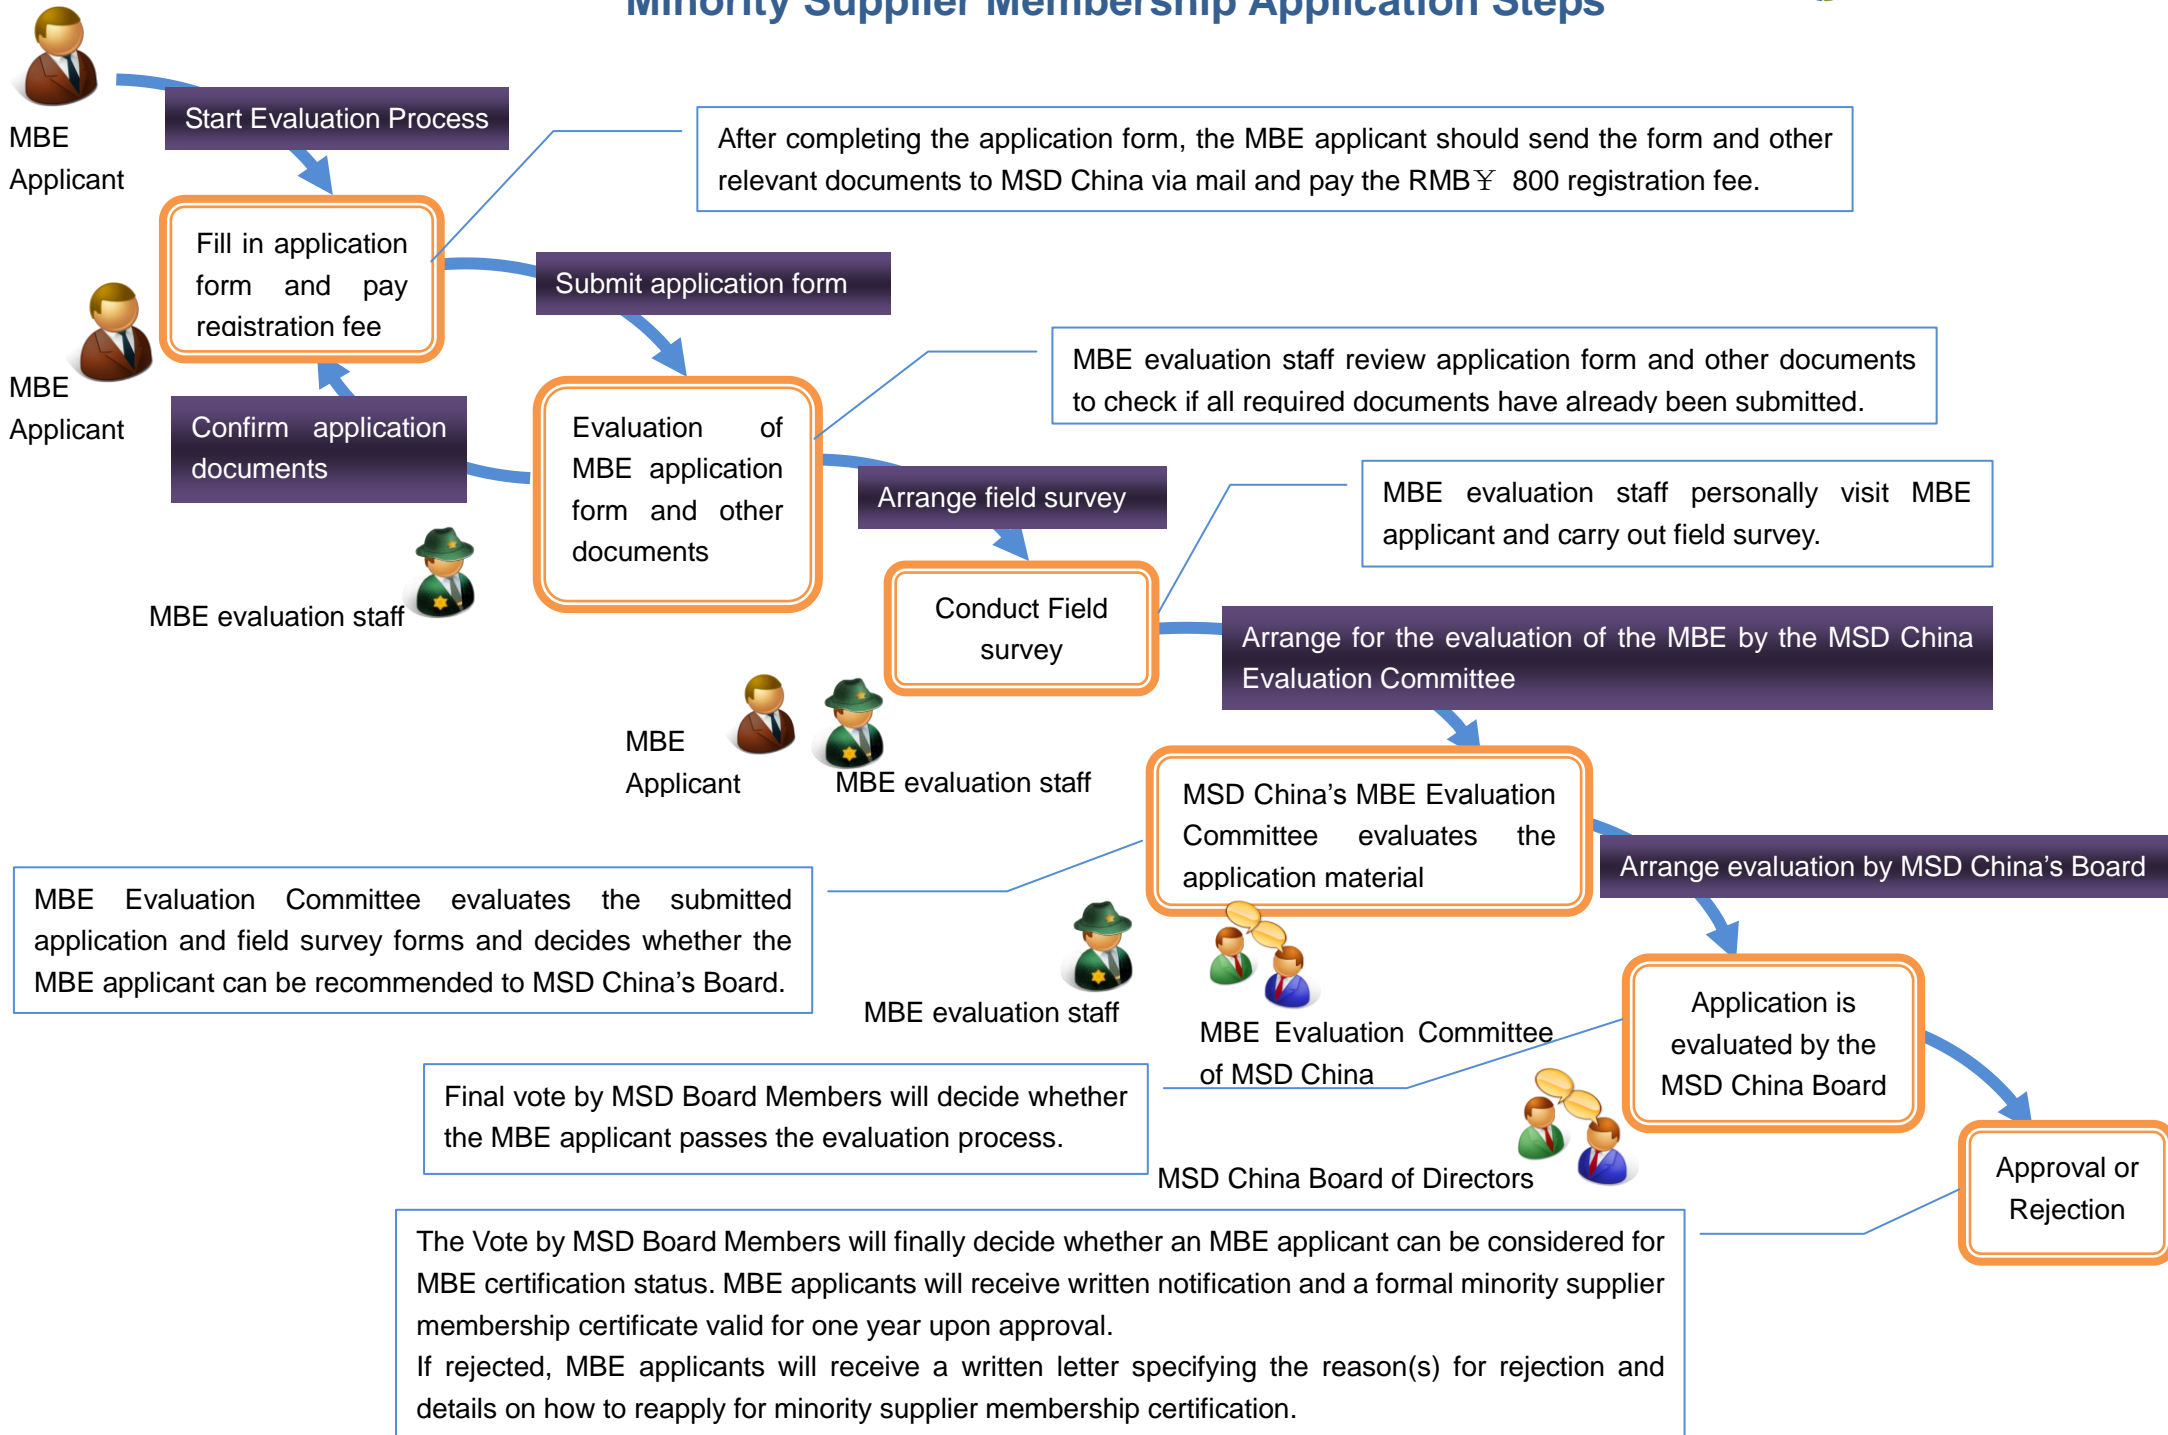 Minority Supplier Membership Application Steps
MBE
Applicant
Start Evaluation Process
After completing the application form, the MBE applicant should send the form and other
relevant documents to MSD China via mail and pay the RMB￥ 800 registration fee.
Fill in application
form and pay
registration fee
Submit application form
MBE
Applicant
MBE evaluation staff review application form and other documents
to check if all required documents have already been submitted.
Confirm application
documents
Evaluation of
MBE application
form and other
documents
Arrange field survey
MBE evaluation staff personally visit MBE
applicant and carry out field survey.
MBE evaluation staff
Conduct Field
survey
Arrange for the evaluation of the MBE by the MSD China
Evaluation Committee
MBE
Applicant
MBE evaluation staff
MSD China’s MBE Evaluation
Committee evaluates the
application material
Arrange evaluation by MSD China’s Board
MBE Evaluation Committee evaluates the submitted
application and field survey forms and decides whether the
MBE applicant can be recommended to MSD China’s Board.
MBE evaluation staff
MBE Evaluation Committee
of MSD China
Application is
evaluated by the
MSD China Board
Final vote by MSD Board Members will decide whether
the MBE applicant passes the evaluation process.
MSD China Board of Directors
Approval or
Rejection
The Vote by MSD Board Members will finally decide whether an MBE applicant can be considered for
MBE certification status. MBE applicants will receive written notification and a formal minority supplier
membership certificate valid for one year upon approval.
If rejected, MBE applicants will receive a written letter specifying the reason(s) for rejection and
details on how to reapply for minority supplier membership certification.